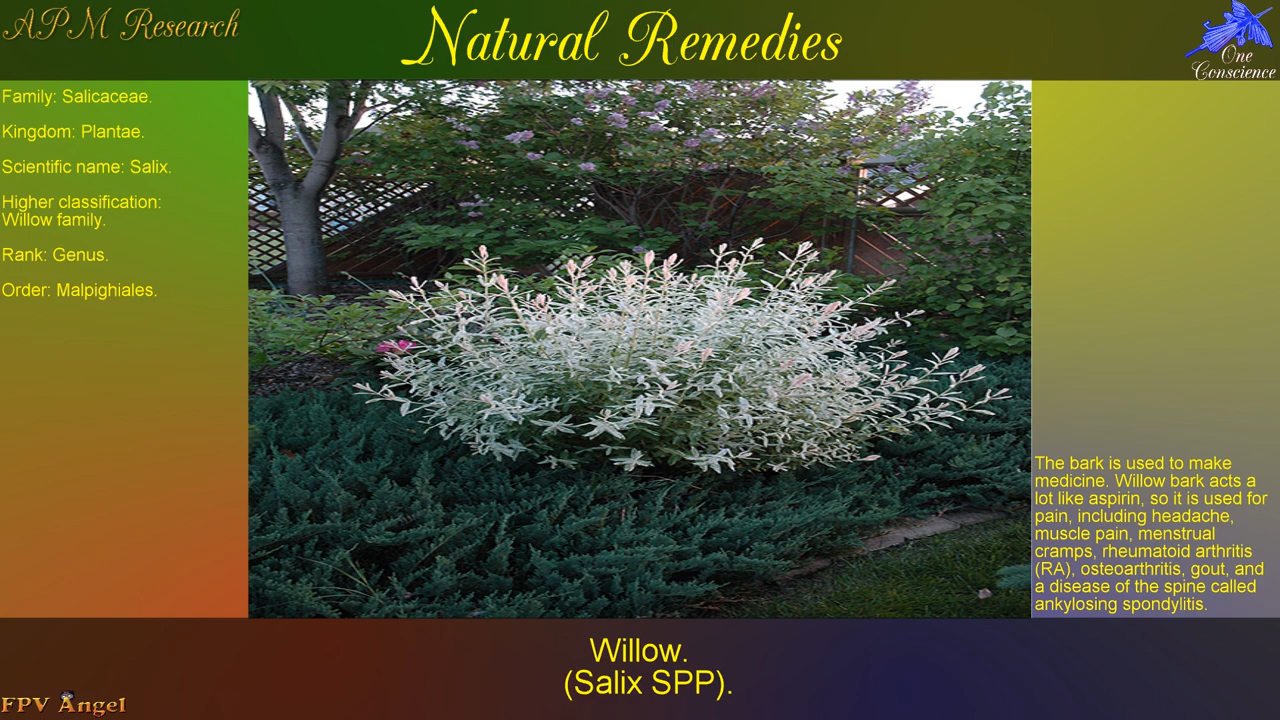 APM Research
Natural Remedies
One
Conscience
Family: Salicaceae.
Kingdom: Plantae.
Scientific name: Salix.
Higher classification:
Willow family.
Rank: Genus.
Order: Malpighiales.
The bark is used to make
medicine. Willow bark acts a
lot like aspirin, so it is used for
pain, including headache,
muscle pain, menstrual
cramps, rheumatoid arthritis
(RA), osteoarthritis, gout, and
a disease of the spine called
ankylosing spondylitis.
Willow.
(Salix SPP).
FPV Angel